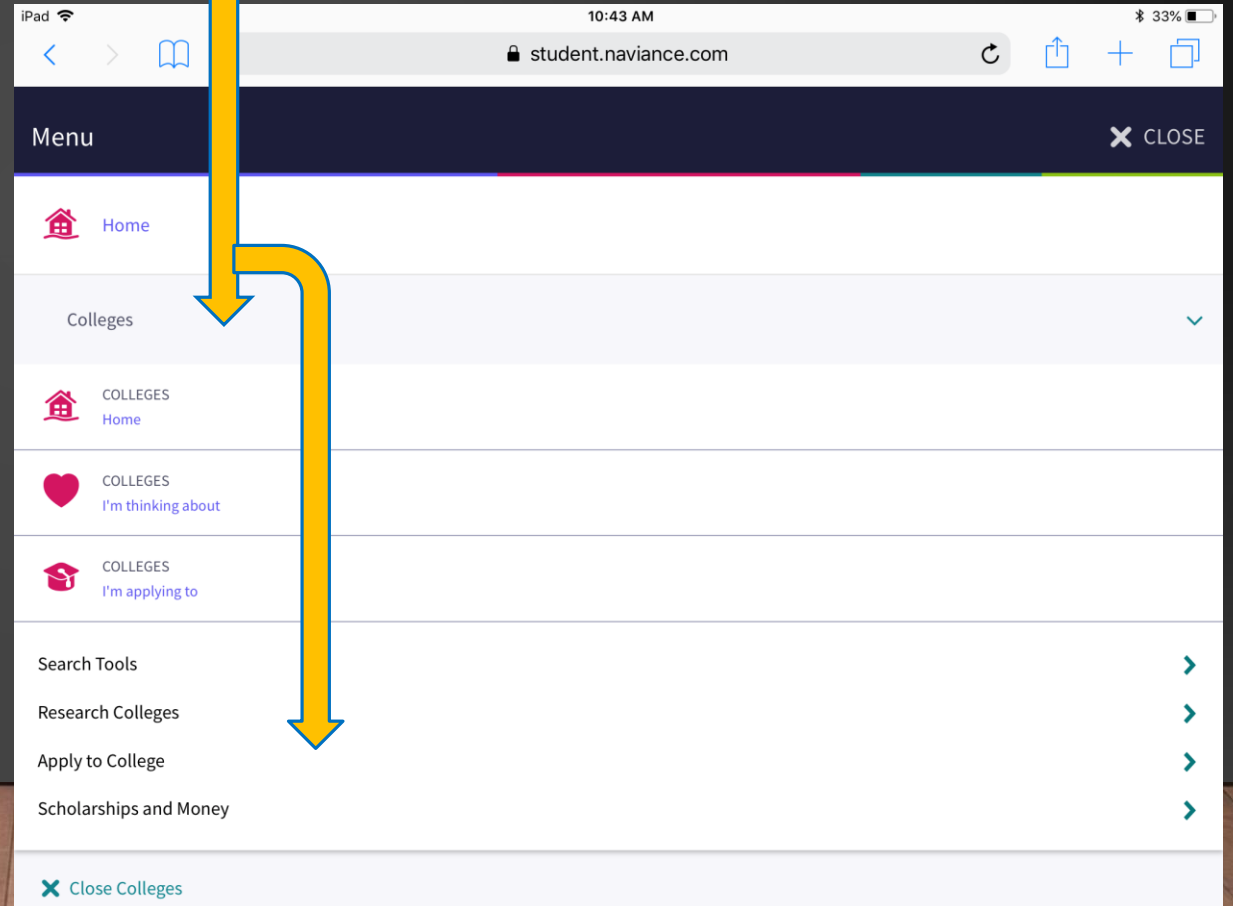 iPad 10:43 AM 33%
student.naviance.com
Menu CLOSE
Home
Colleges
COLLEGES
Home
COLLEGES
I'm thinking about
COLLEGES
I'm applying to
Search Tools
Research Colleges
Apply to College
Scholarships and Money
Close Colleges